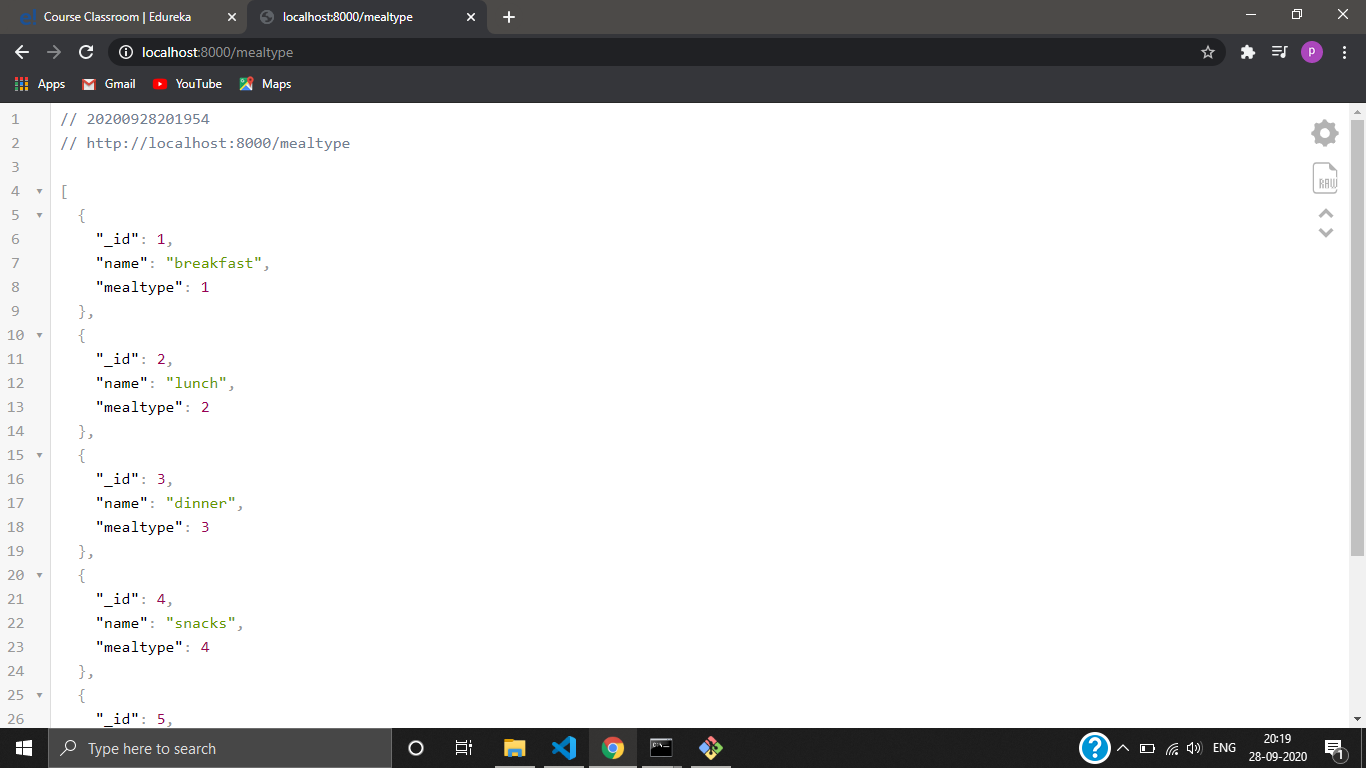 Course Classroom | Edureka
localhost:8000/mealtype
localhost:8000/mealtype
P
Apps
Gmail
YouTube
Maps
1 // 20200928201954
2 // http://localhost:8000/mealtype
3
4 [
5 {
6 "_id": 1,
7 "name": "breakfast",
8 "mealtype": 1
9 },
10 {
11 "_id": 2,
12 "name": "lunch",
13 "mealtype": 2
14 },
15 {
16 "_id": 3,
17 "name": "dinner",
18 "mealtype": 3
19 },
20 {
21 "_id": 4,
22 "name": "snacks",
23 "mealtype": 4
24 },
25 {
26 "_id": 5,
RAW
Type here to search
?
ENG
20:19
28-09-2020
1